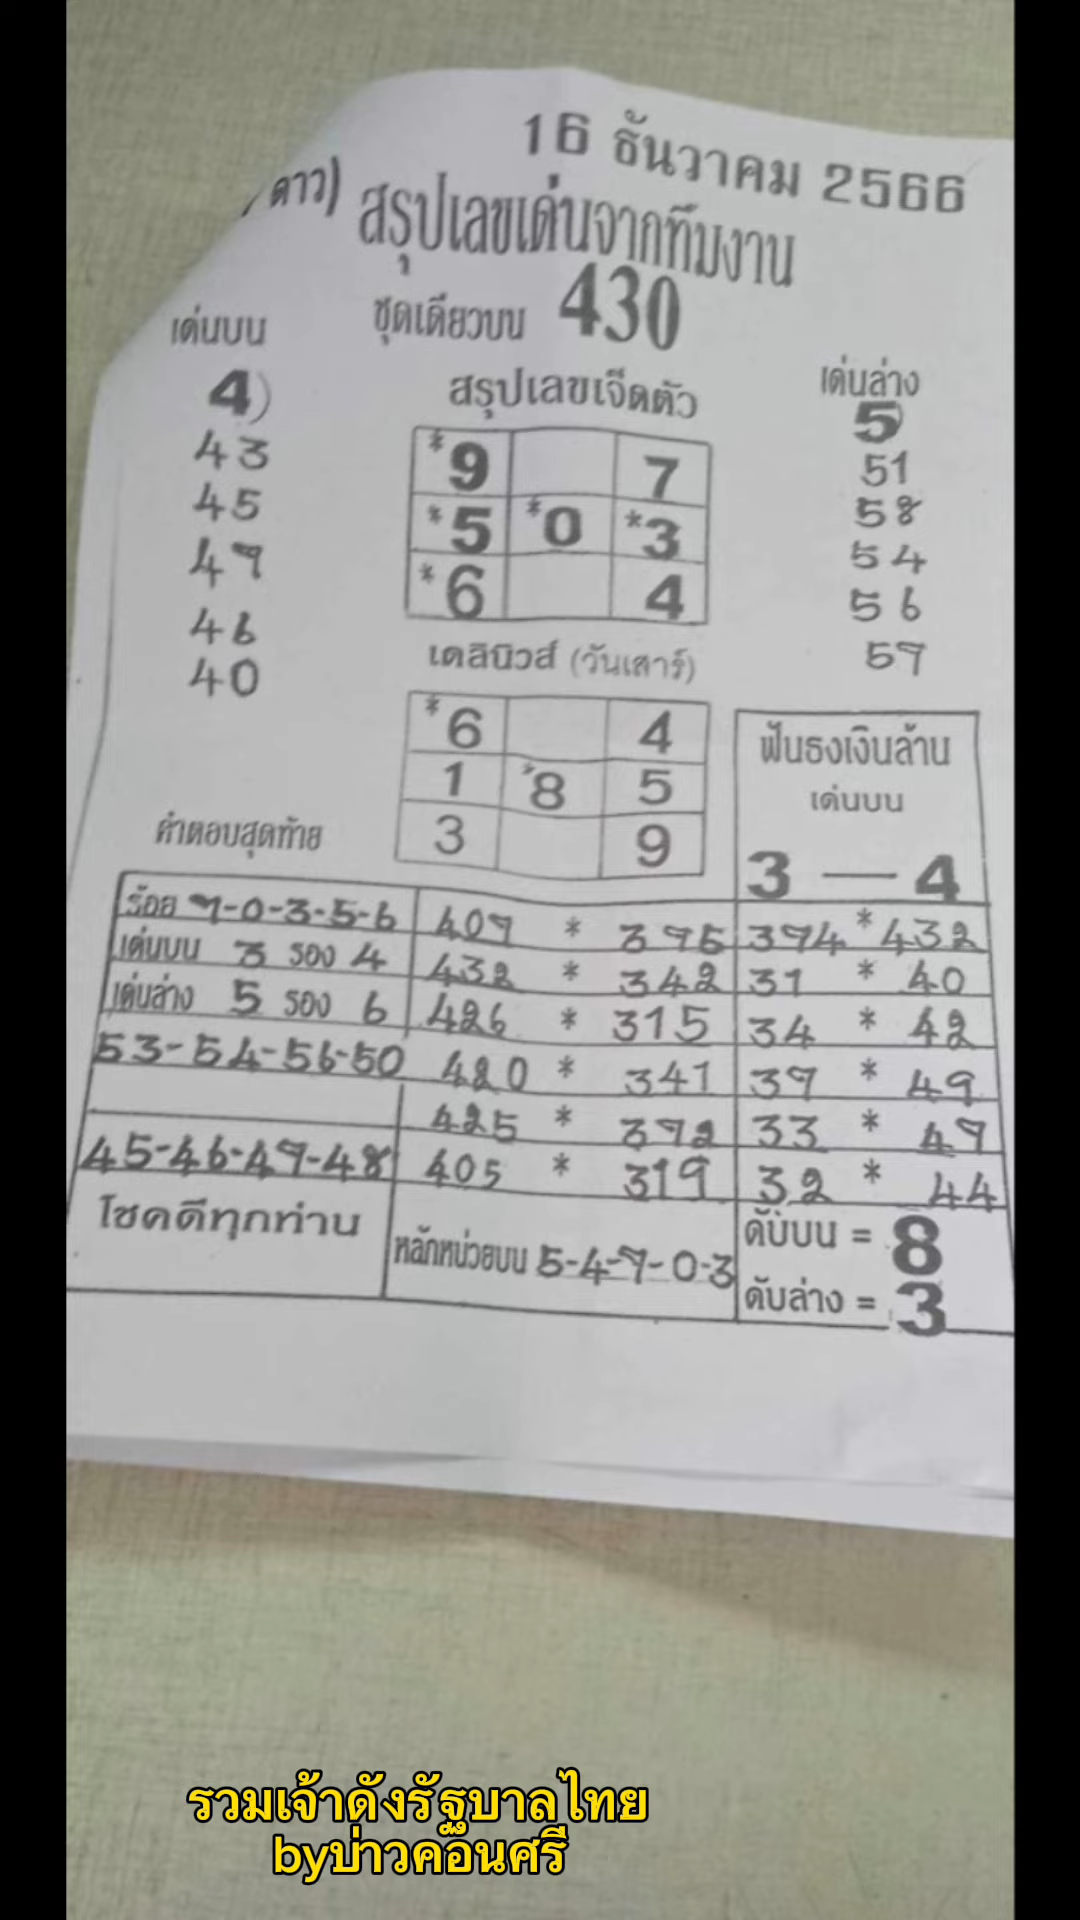 16 ธันวาคม 2566
ดาว)
สรุปเลขเด่นจากทีมงาน
ชุดเดียวบน 430
เด่นบน
4)
43
45
47
46
40
สรุปเลขเจ็ดตัว
*9 7
*5 *0 *3
*6 4
เด่นล่าง
5)
51
58
54
56
57
เดลินิวส์ (วันเสาร์)
*6 4
1 *8 5
3 9
ฟันธงเงินล้าน
เด่นบน
3 — 4
คำตอบสุดท้าย
ร้อย 7-0-3-5-6 407 * 375 374 * 432
เด่นบน 3 รอง 4 432 * 342 31 * 40
เด่นล่าง 5 รอง 6 426 * 315 34 * 42
53-54-56-50 420 * 341 37 * 49
425 * 372 33 * 47
45-46-47-48 405 * 319 32 * 44
โชคดีทุกท่าน
หลักหน่วยบน 5-4-7-0-3
ดับบน = 8
ดับล่าง = 3
รวมเจ้าดังรัฐบาลไทย
byบ่าวคอนศรี